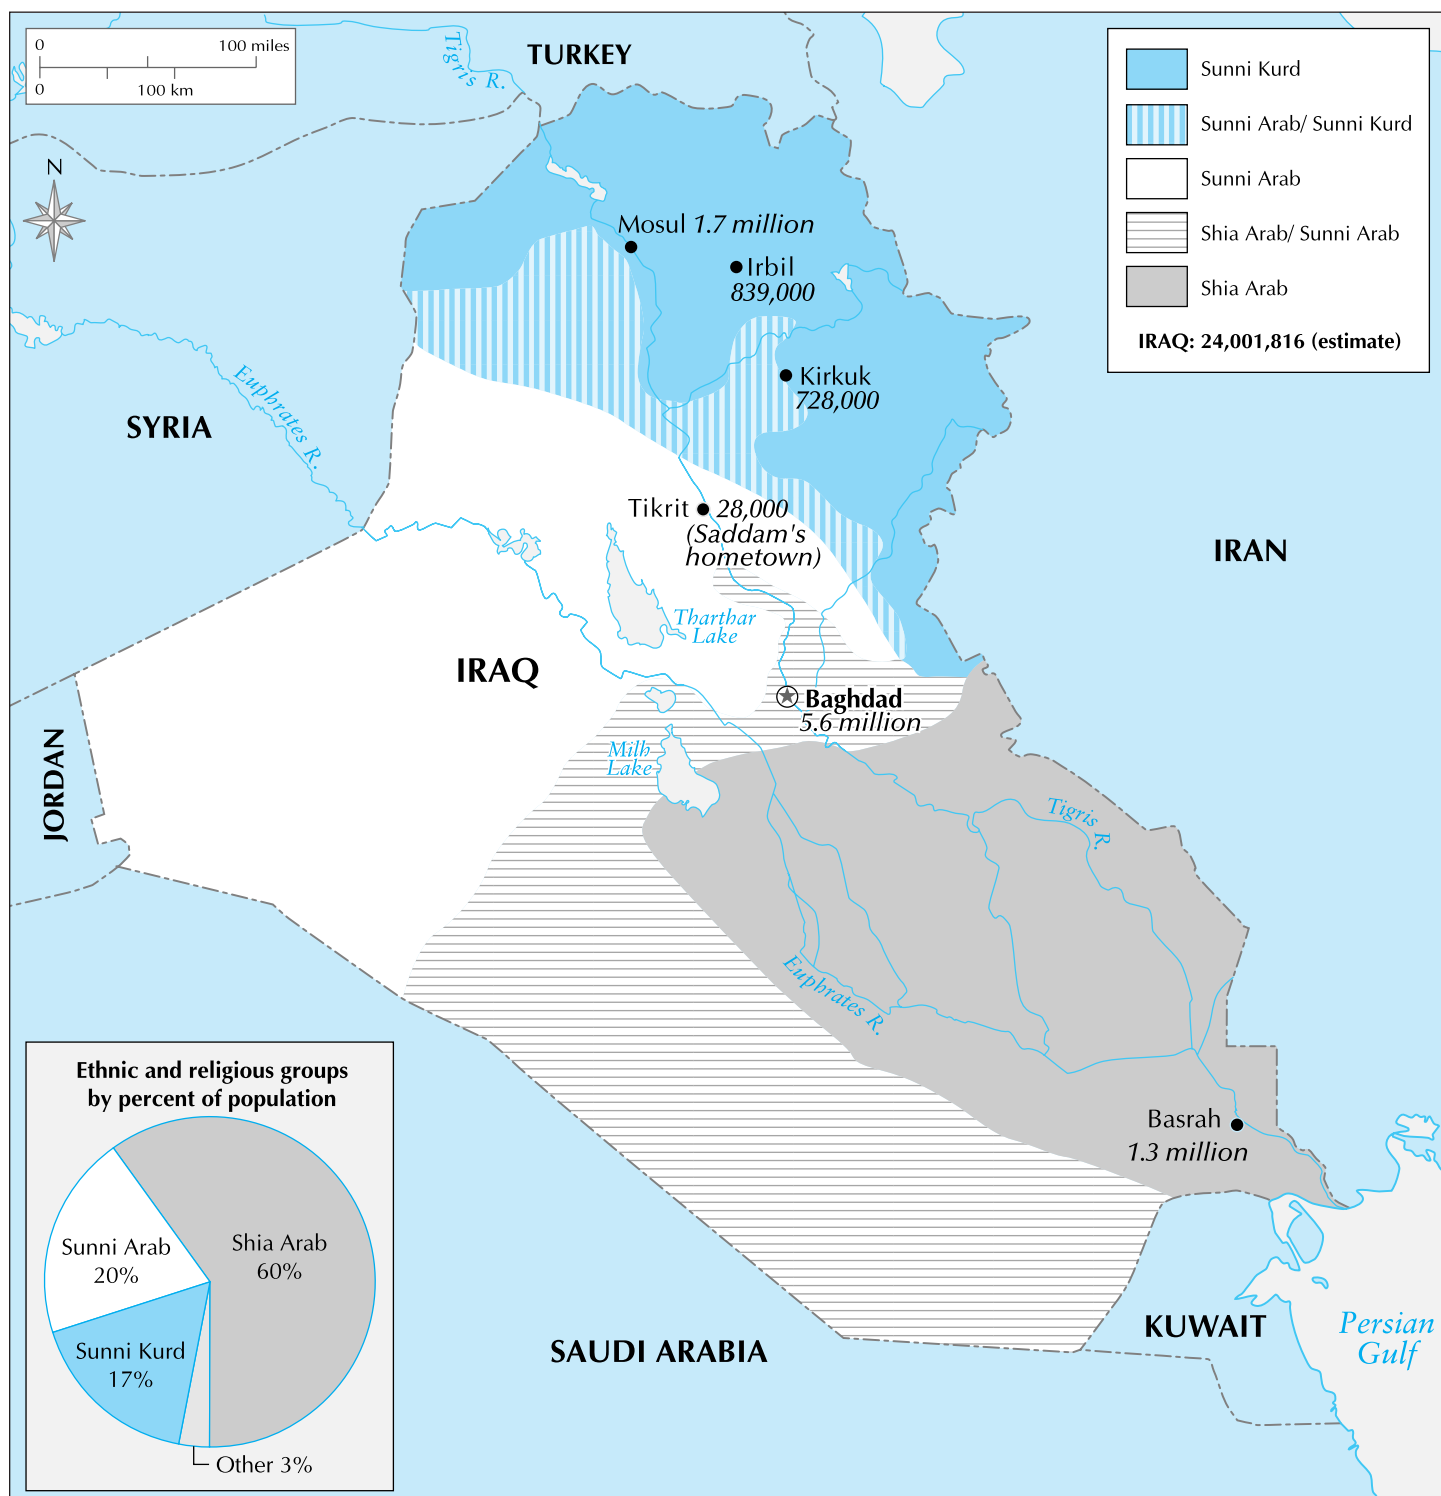 0
100 miles
0
100 km
N
TURKEY
Tigris R.
Sunni Kurd
Sunni Arab/ Sunni Kurd
Sunni Arab
Shia Arab/ Sunni Arab
Shia Arab
IRAQ: 24,001,816 (estimate)
Mosul 1.7 million
Irbil
839,000
Kirkuk
728,000
SYRIA
Euphrates R.
Tikrit 28,000
(Saddam's
hometown)
IRAN
Tharthar
Lake
IRAQ
Baghdad
5.6 million
Milh
Lake
JORDAN
Tigris R.
Euphrates R.
Basrah
1.3 million
SAUDI ARABIA
KUWAIT
Persian
Gulf
Ethnic and religious groups
by percent of population
Shia Arab
60%
Sunni Arab
20%
Sunni Kurd
17%
Other 3%